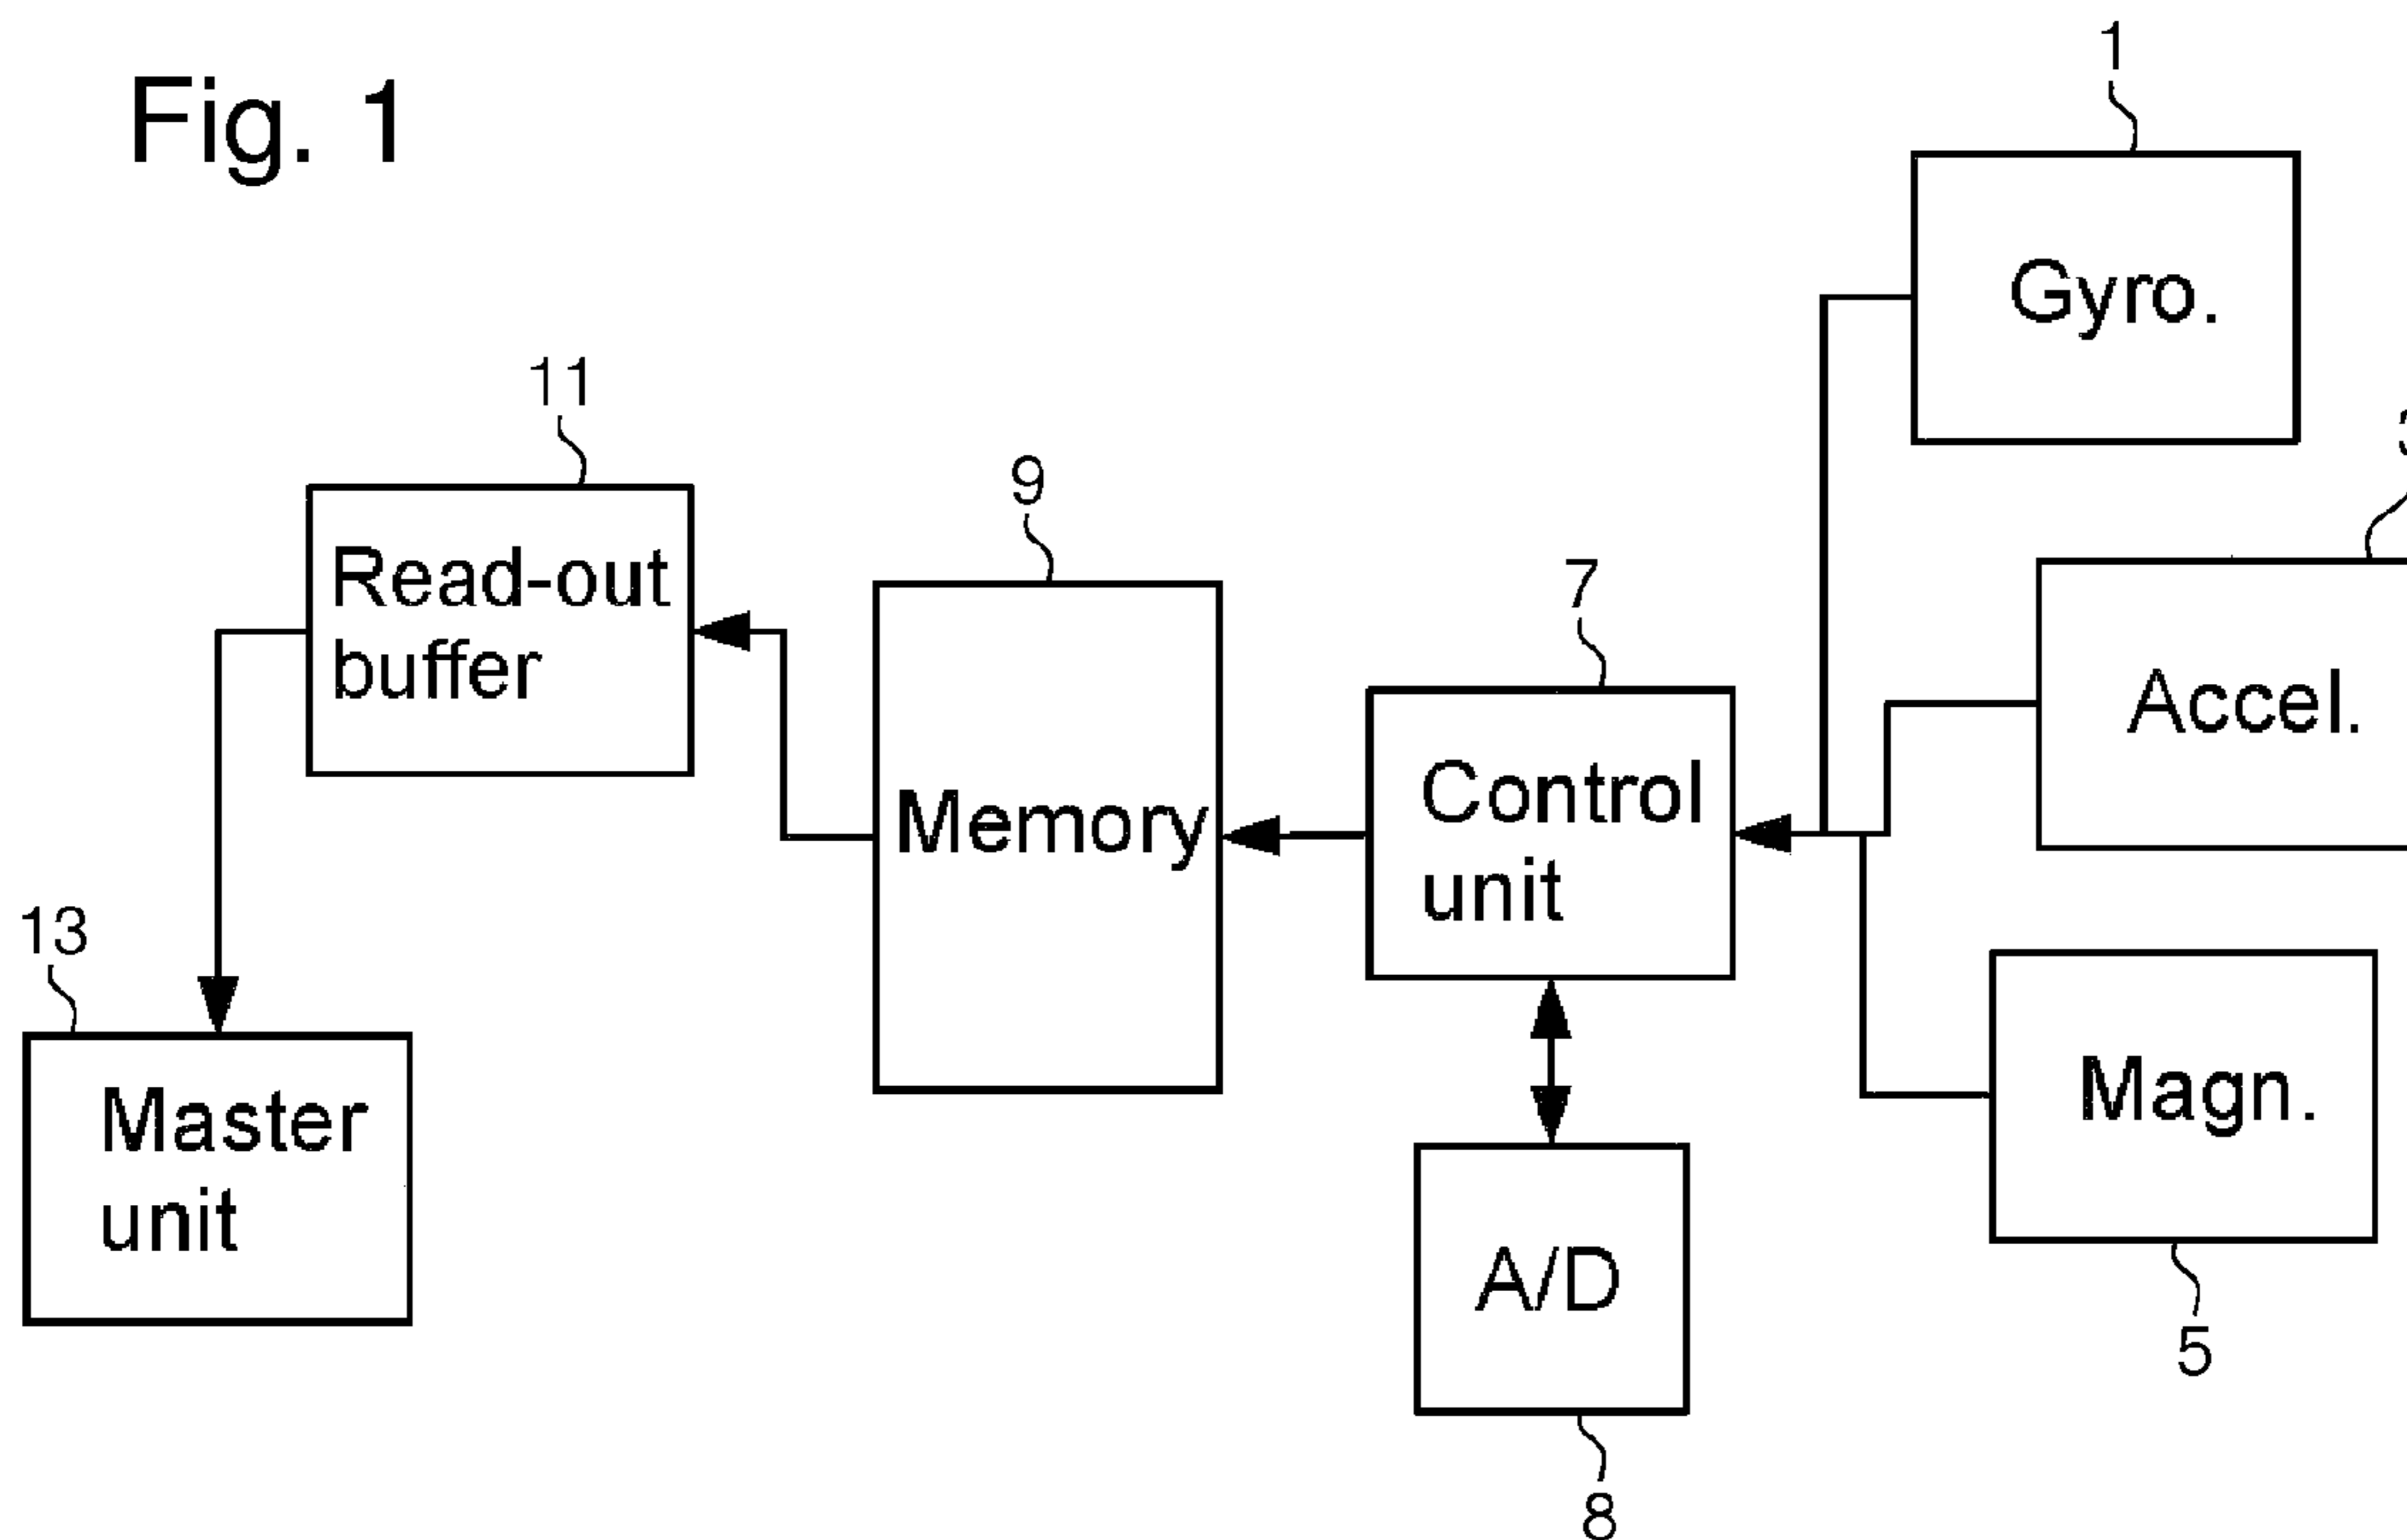 Fig. 1
1
Gyro.
11
Read-out
buffer
9
Memory
7
Control
unit
Accel.
13
Master
unit
A/D
8
Magn.
5